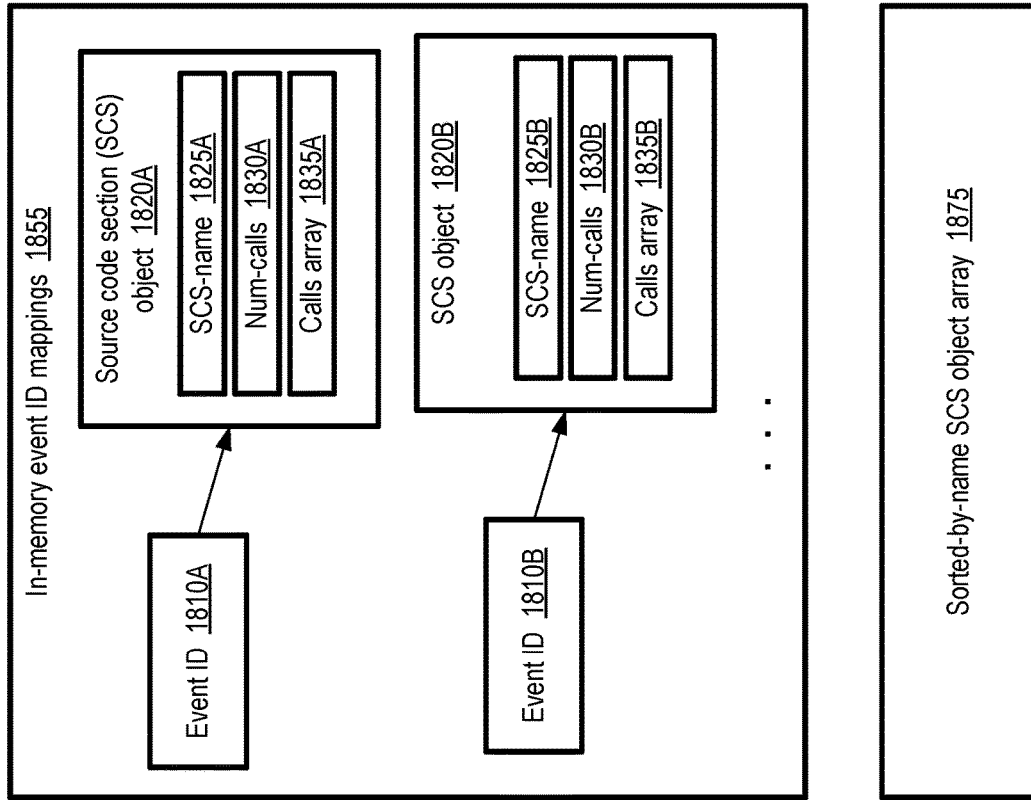 In-memory event ID mappings 1855
Event ID 1810A
Source code section (SCS)
object 1820A
SCS-name 1825A
Num-calls 1830A
Calls array 1835A
Event ID 1810B
SCS object 1820B
SCS-name 1825B
Num-calls 1830B
Calls array 1835B
. . .
Sorted-by-name SCS object array 1875